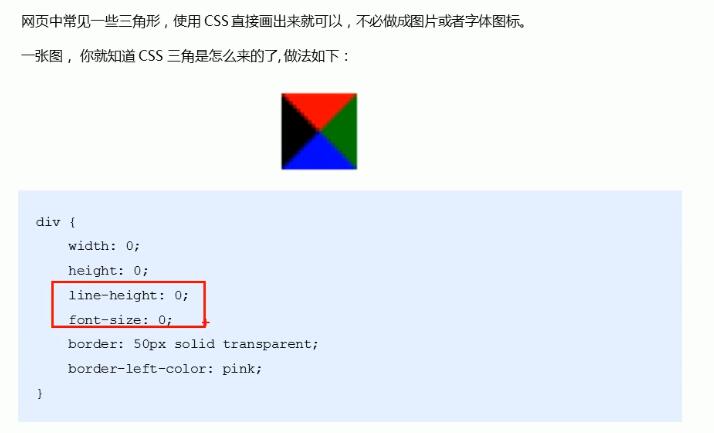 网页中常见一些三角形，使用 CSS 直接画出来就可以，不必做成图片或者字体图标。
一张图， 你就知道 CSS 三角是怎么来的了,做法如下：
div {
    width: 0;
    height: 0;
    line-height: 0;
    font-size: 0;
    border: 50px solid transparent;
    border-left-color: pink;
}